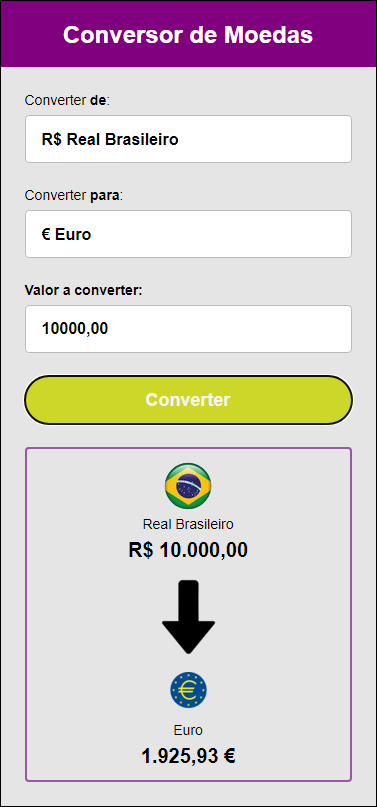 Conversor de Moedas
Converter de:
R$ Real Brasileiro
Converter para:
€ Euro
Valor a converter:
10000,00
Converter
Real Brasileiro
R$ 10.000,00
€
Euro
1.925,93 €